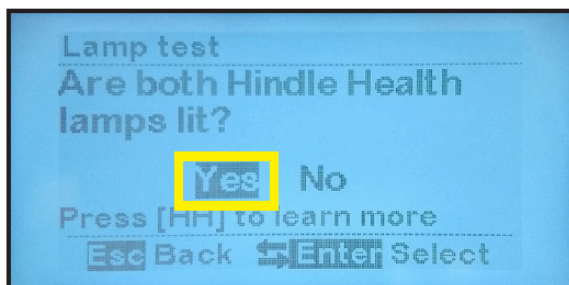 Lamp test
Are both Hindle Health
lamps lit?
Yes No
Press [HH] to learn more
Esc Back Enter Select